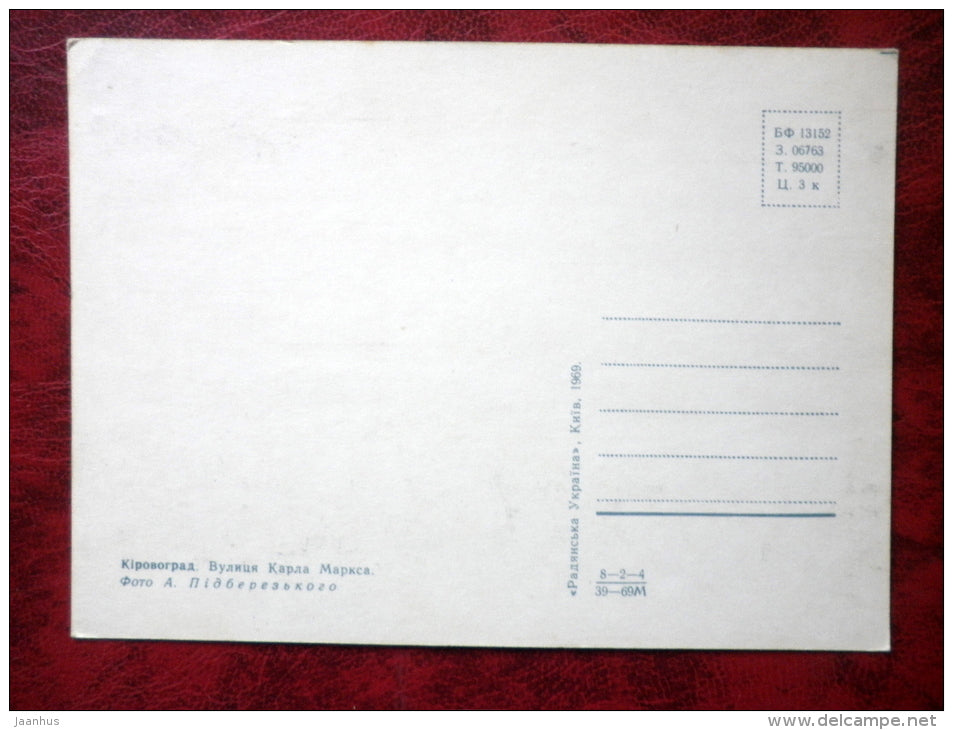 БФ 13152
З. 06763
Т. 95000
Ц. 3 к
«Радянська Україна», Київ, 1969.
Кіровоград. Вулиця Карла Маркса.
Фото А. Підберезького
8—2—4
39—69М
jaanhus
www.delcampe.net